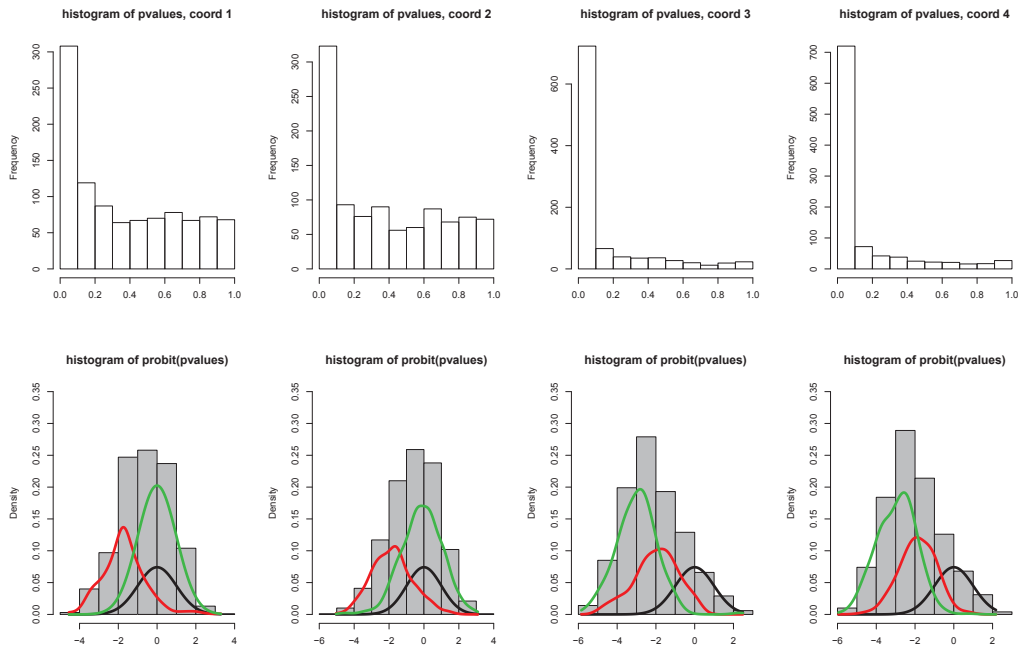 histogram of pvalues, coord 1
histogram of pvalues, coord 2
histogram of pvalues, coord 3
histogram of pvalues, coord 4
Frequency
0 50 100 150 200 250 300
0.0 0.2 0.4 0.6 0.8 1.0
Frequency
0 50 100 150 200 250 300
0.0 0.2 0.4 0.6 0.8 1.0
Frequency
0 200 400 600
0.0 0.2 0.4 0.6 0.8 1.0
Frequency
0 100 200 300 400 500 600 700
0.0 0.2 0.4 0.6 0.8 1.0
histogram of probit(pvalues)
histogram of probit(pvalues)
histogram of probit(pvalues)
histogram of probit(pvalues)
Density
0.00 0.05 0.10 0.15 0.20 0.25 0.30 0.35
−4 −2 0 2 4
Density
0.00 0.05 0.10 0.15 0.20 0.25 0.30 0.35
−6 −4 −2 0 2 4
Density
0.00 0.05 0.10 0.15 0.20 0.25 0.30 0.35
−6 −4 −2 0 2
Density
0.00 0.05 0.10 0.15 0.20 0.25 0.30 0.35
−6 −4 −2 0 2